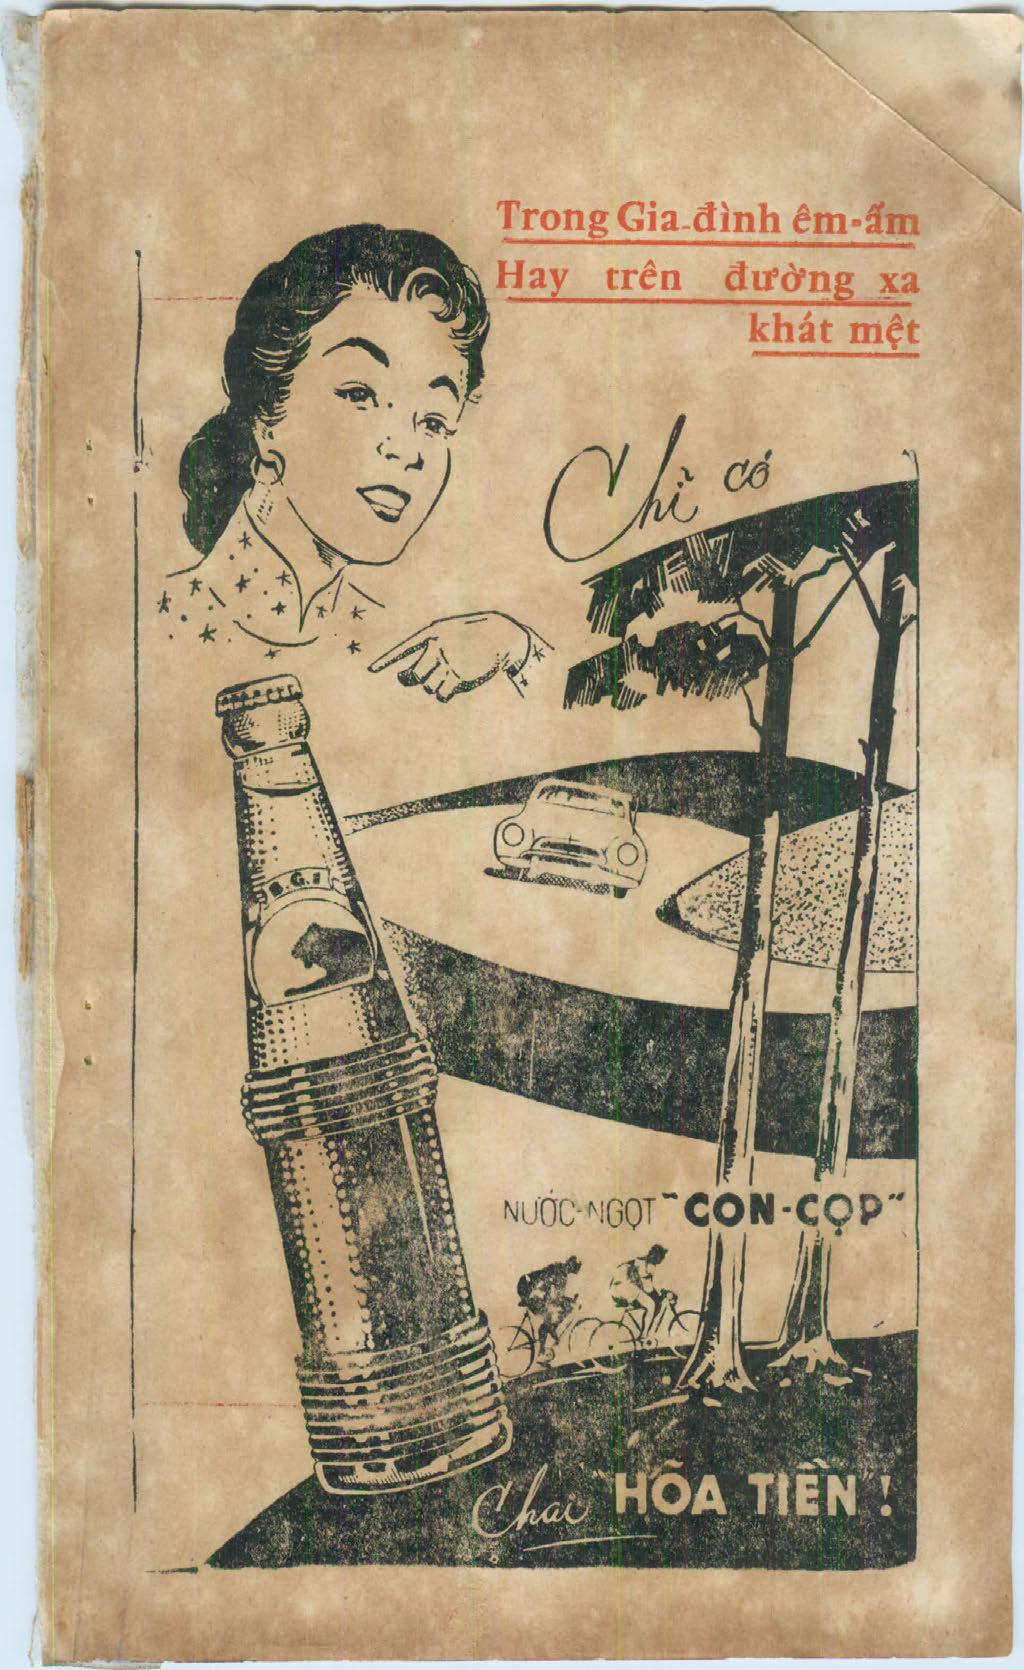 Trong Gia-đình êm-ấm
Hay trên đường xa
khát mệt
Chỉ có
B.G.I
NƯỚC-NGỌT "CON-CỌP"
Chai HỎA TIỀN !